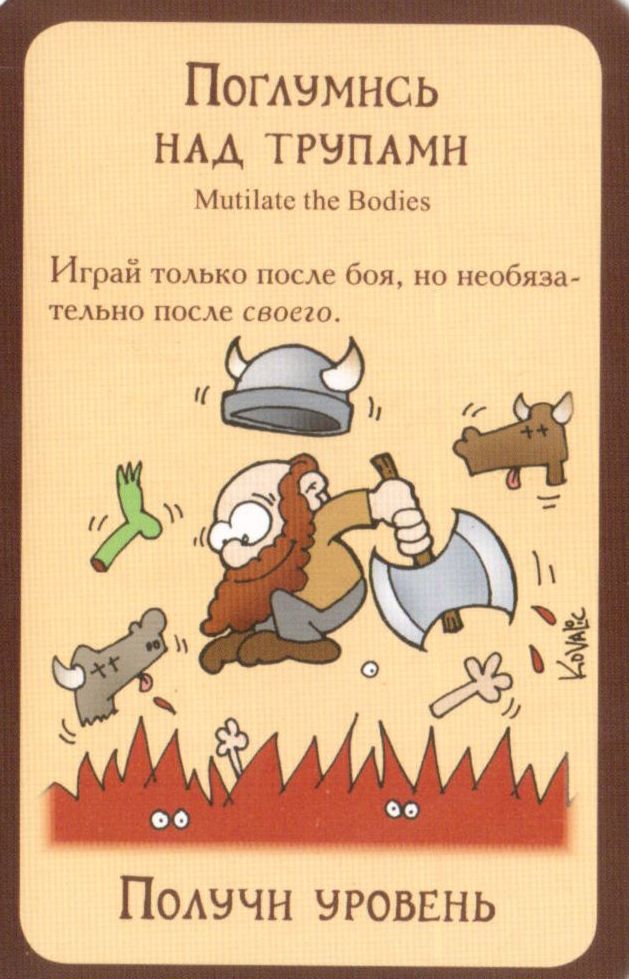 Поглумись
над трупами
Mutilate the Bodies
Играй только после боя, но необяза-
тельно после своего.
Kovalic
Получи уровень